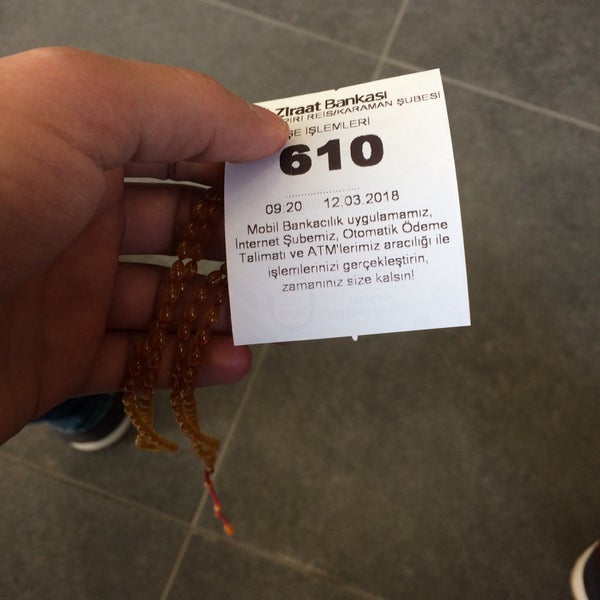 Ziraat Bankası
PİRİ REİS/KARAMAN ŞUBESİ
İŞLEMLERİ
610
09:20 12.03.2018
Mobil Bankacılık uygulamamız,
İnternet Şubemiz, Otomatik Ödeme
Talimatı ve ATM'lerimiz aracılığı ile
işlemlerinizi gerçekleştirin,
zamanınız size kalsın!